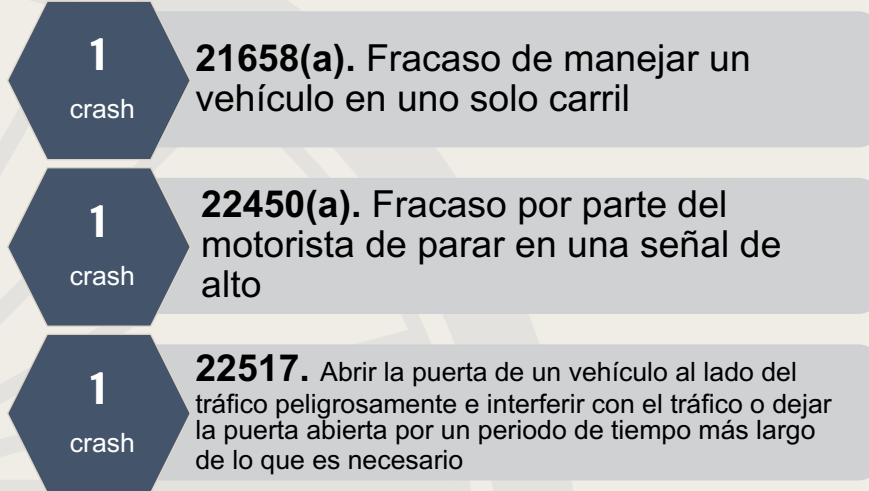 1
crash
21658(a). Fracaso de manejar un
vehículo en uno solo carril
1
crash
22450(a). Fracaso por parte del
motorista de parar en una señal de
alto
1
crash
22517. Abrir la puerta de un vehículo al lado del
tráfico peligrosamente e interferir con el tráfico o dejar
la puerta abierta por un periodo de tiempo más largo
de lo que es necesario